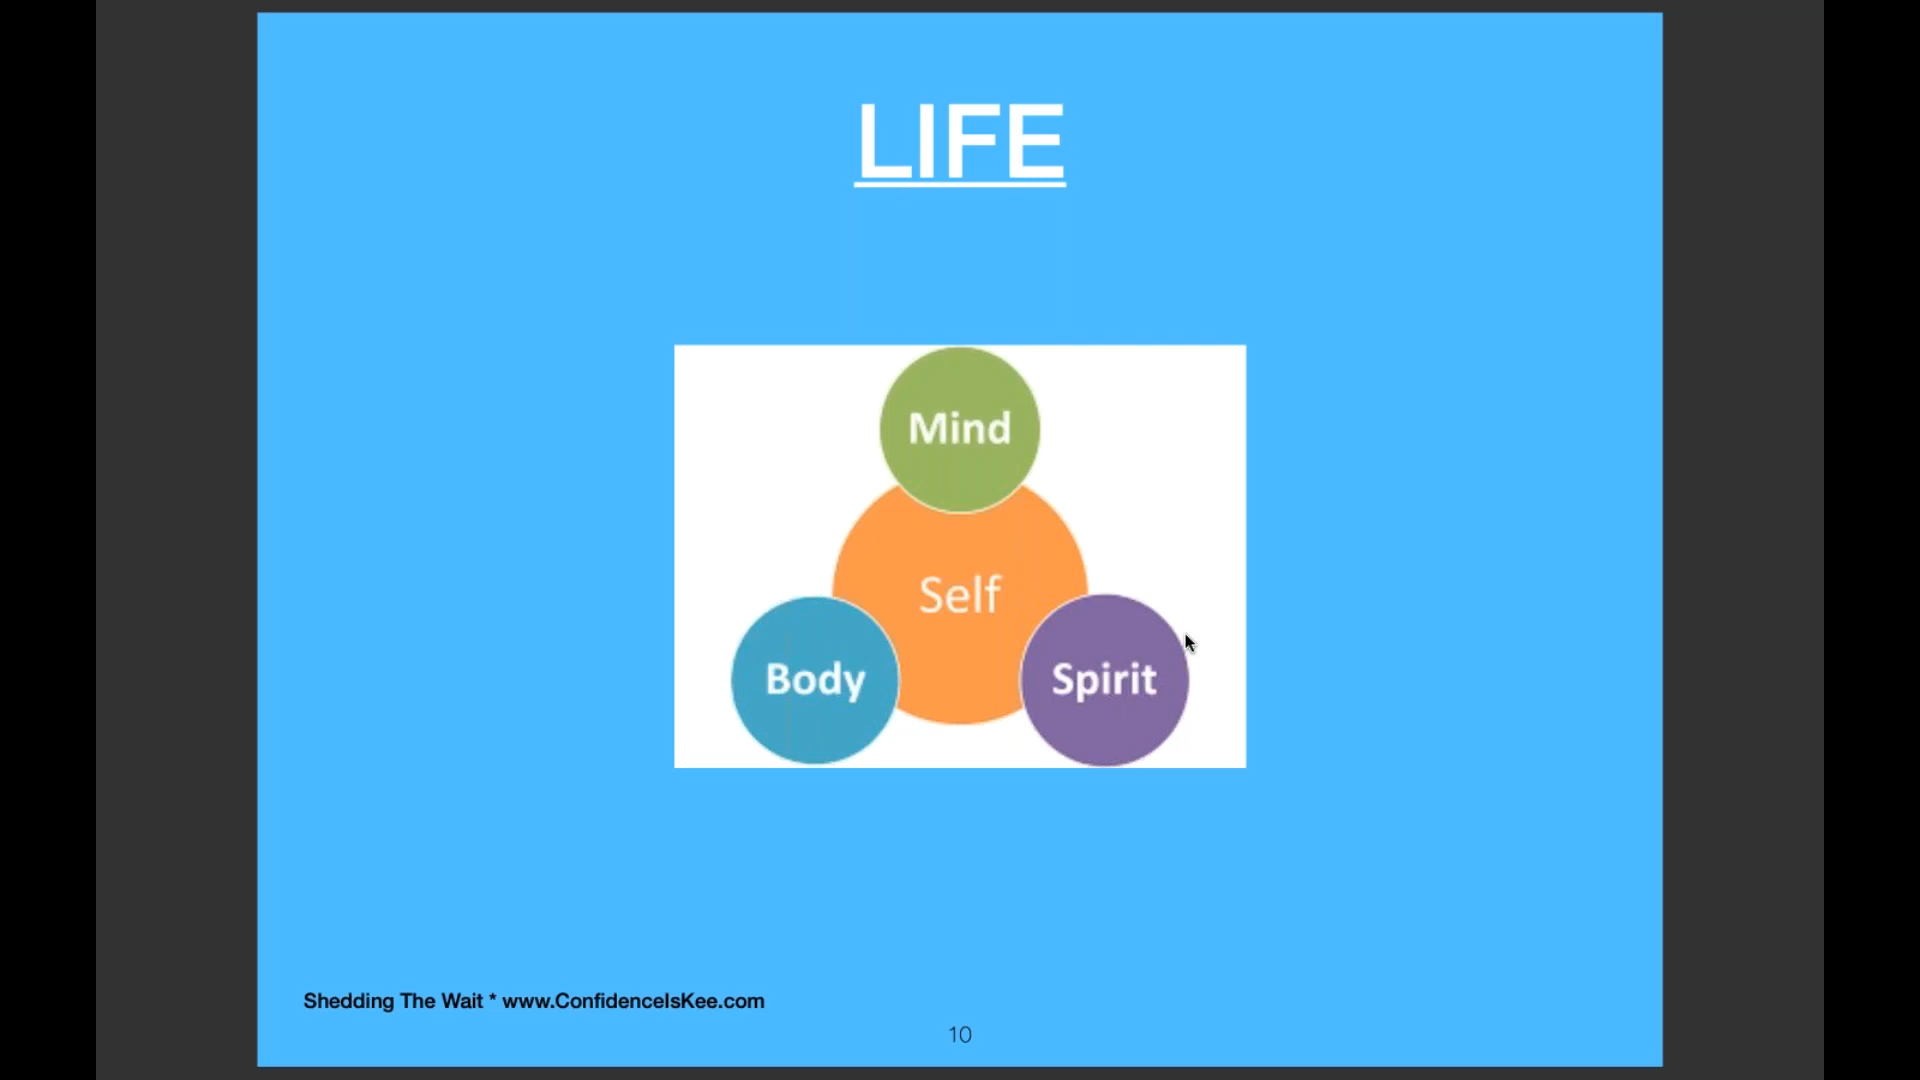 LIFE
Mind
Self
Body
Spirit
Shedding The Wait * www.ConfidenceIsKee.com
10